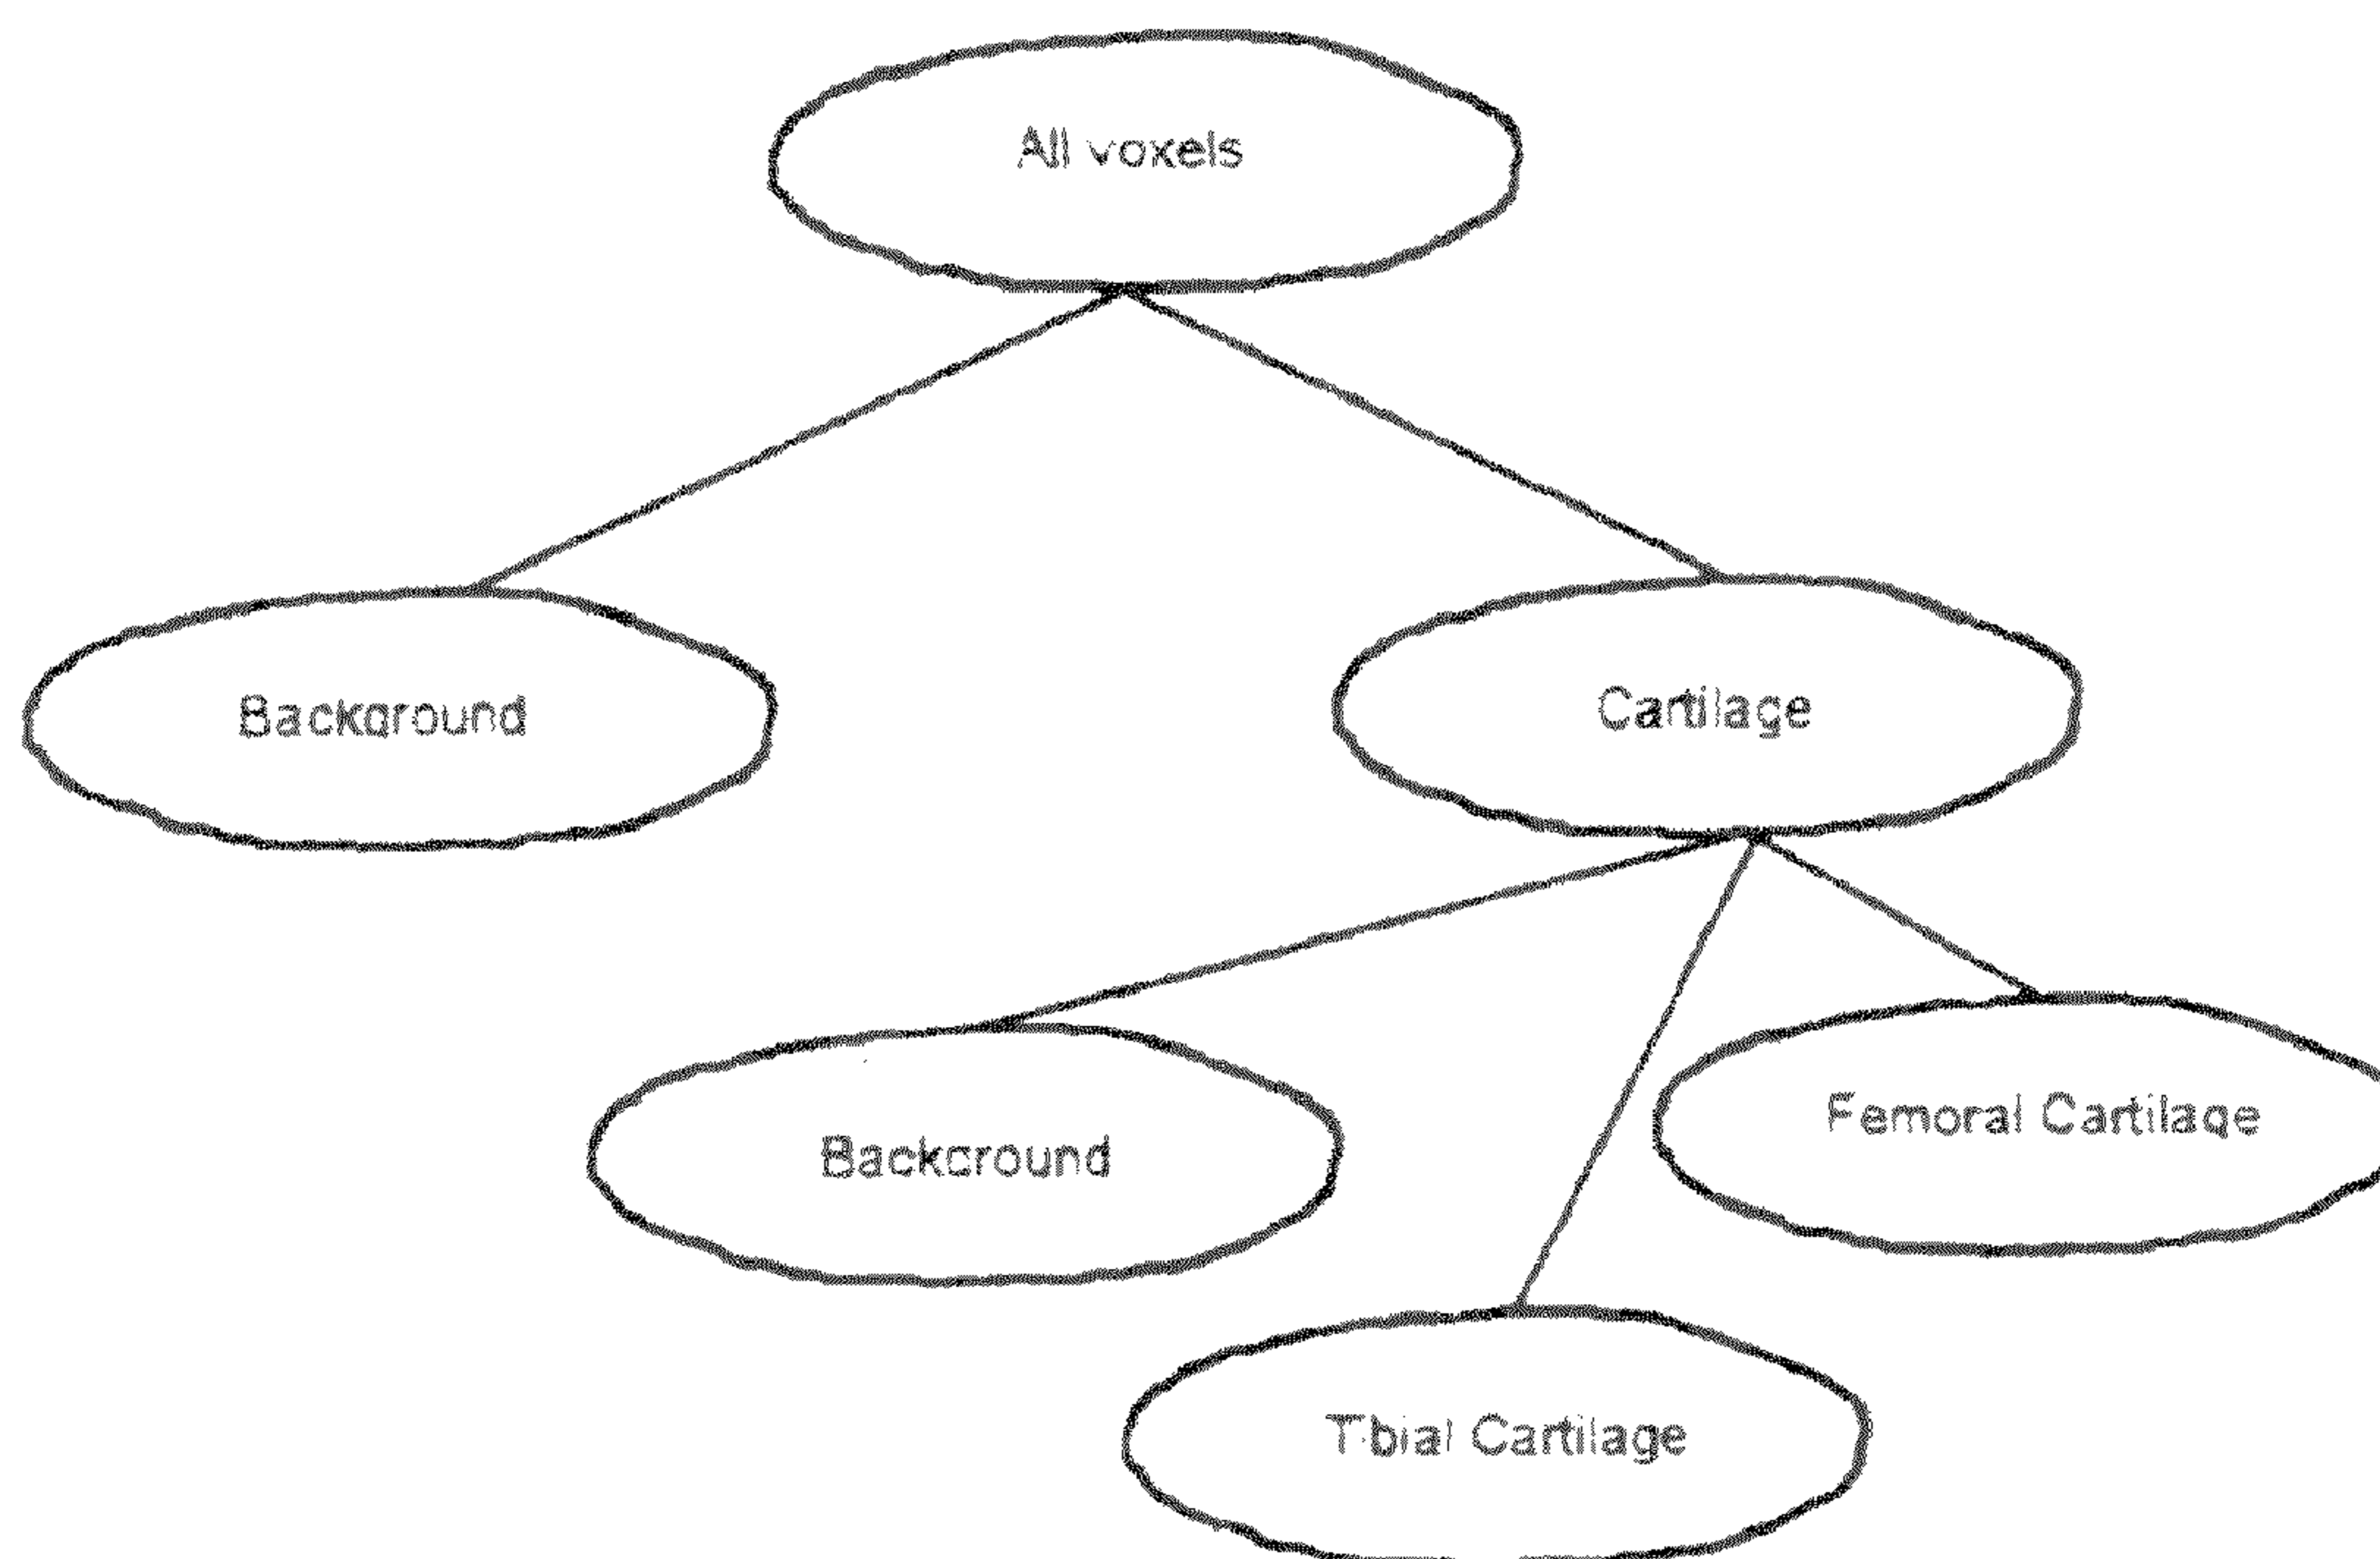 All voxels
Background
Cartilage
Background
Femoral Cartilage
Tibial Cartilage